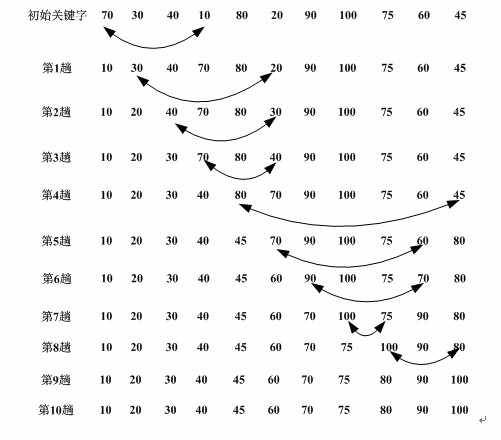 初始关键字 70 30 40 10 80 20 90 100 75 60 45
第1趟 10 30 40 70 80 20 90 100 75 60 45
第2趟 10 20 40 70 80 30 90 100 75 60 45
第3趟 10 20 30 70 80 40 90 100 75 60 45
第4趟 10 20 30 40 80 70 90 100 75 60 45
第5趟 10 20 30 40 45 70 90 100 75 60 80
第6趟 10 20 30 40 45 60 90 100 75 70 80
第7趟 10 20 30 40 45 60 70 100 75 90 80
第8趟 10 20 30 40 45 60 70 75 100 90 80
第9趟 10 20 30 40 45 60 70 75 80 90 100
第10趟 10 20 30 40 45 60 70 75 80 90 100